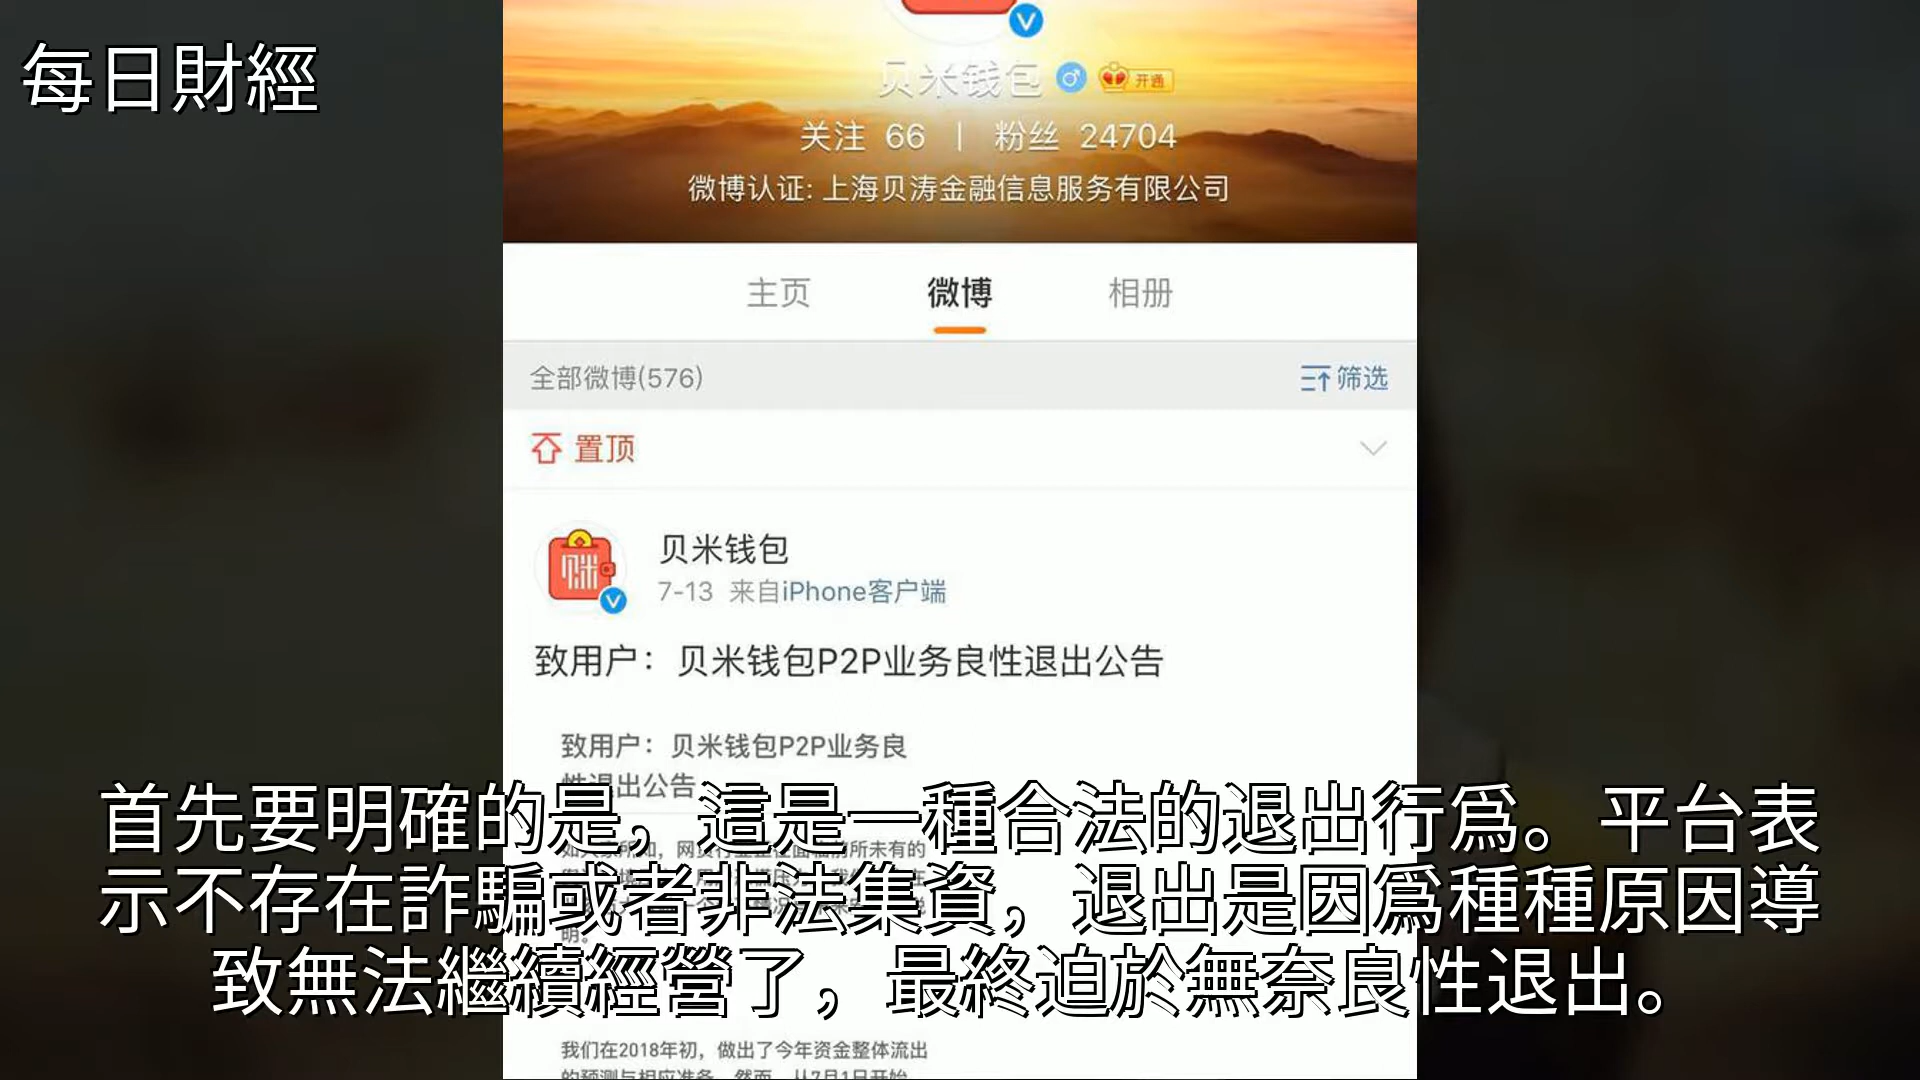 每日財經
贝米钱包
开通
关注 66 | 粉丝 24704
微博认证: 上海贝涛金融信息服务有限公司
主页 微博 相册
全部微博(576) 筛选
置顶
贝米钱包
7-13 来自iPhone客户端
致用户：贝米钱包P2P业务良性退出公告
致用户：贝米钱包P2P业务良
性退出公告
首先要明確的是，這是一種合法的退出行爲。平台表
示不存在詐騙或者非法集資，退出是因爲種種原因導
致無法繼續經營了，最終迫於無奈良性退出。
我们在2018年初，做出了今年资金整体流出